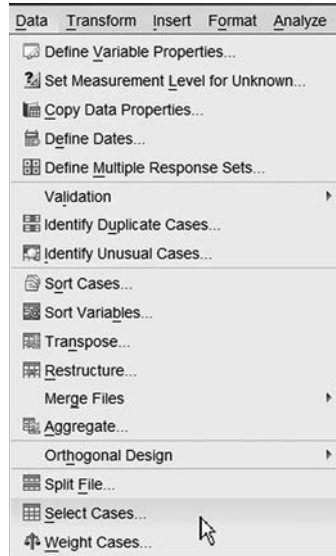 Data Transform Insert Format Analyze
Define Variable Properties...
Set Measurement Level for Unknown...
Copy Data Properties...
Define Dates...
Define Multiple Response Sets...
Validation
Identify Duplicate Cases...
Identify Unusual Cases...
Sort Cases...
Sort Variables...
Transpose...
Restructure...
Merge Files
Aggregate...
Orthogonal Design
Split File...
Select Cases...
Weight Cases...